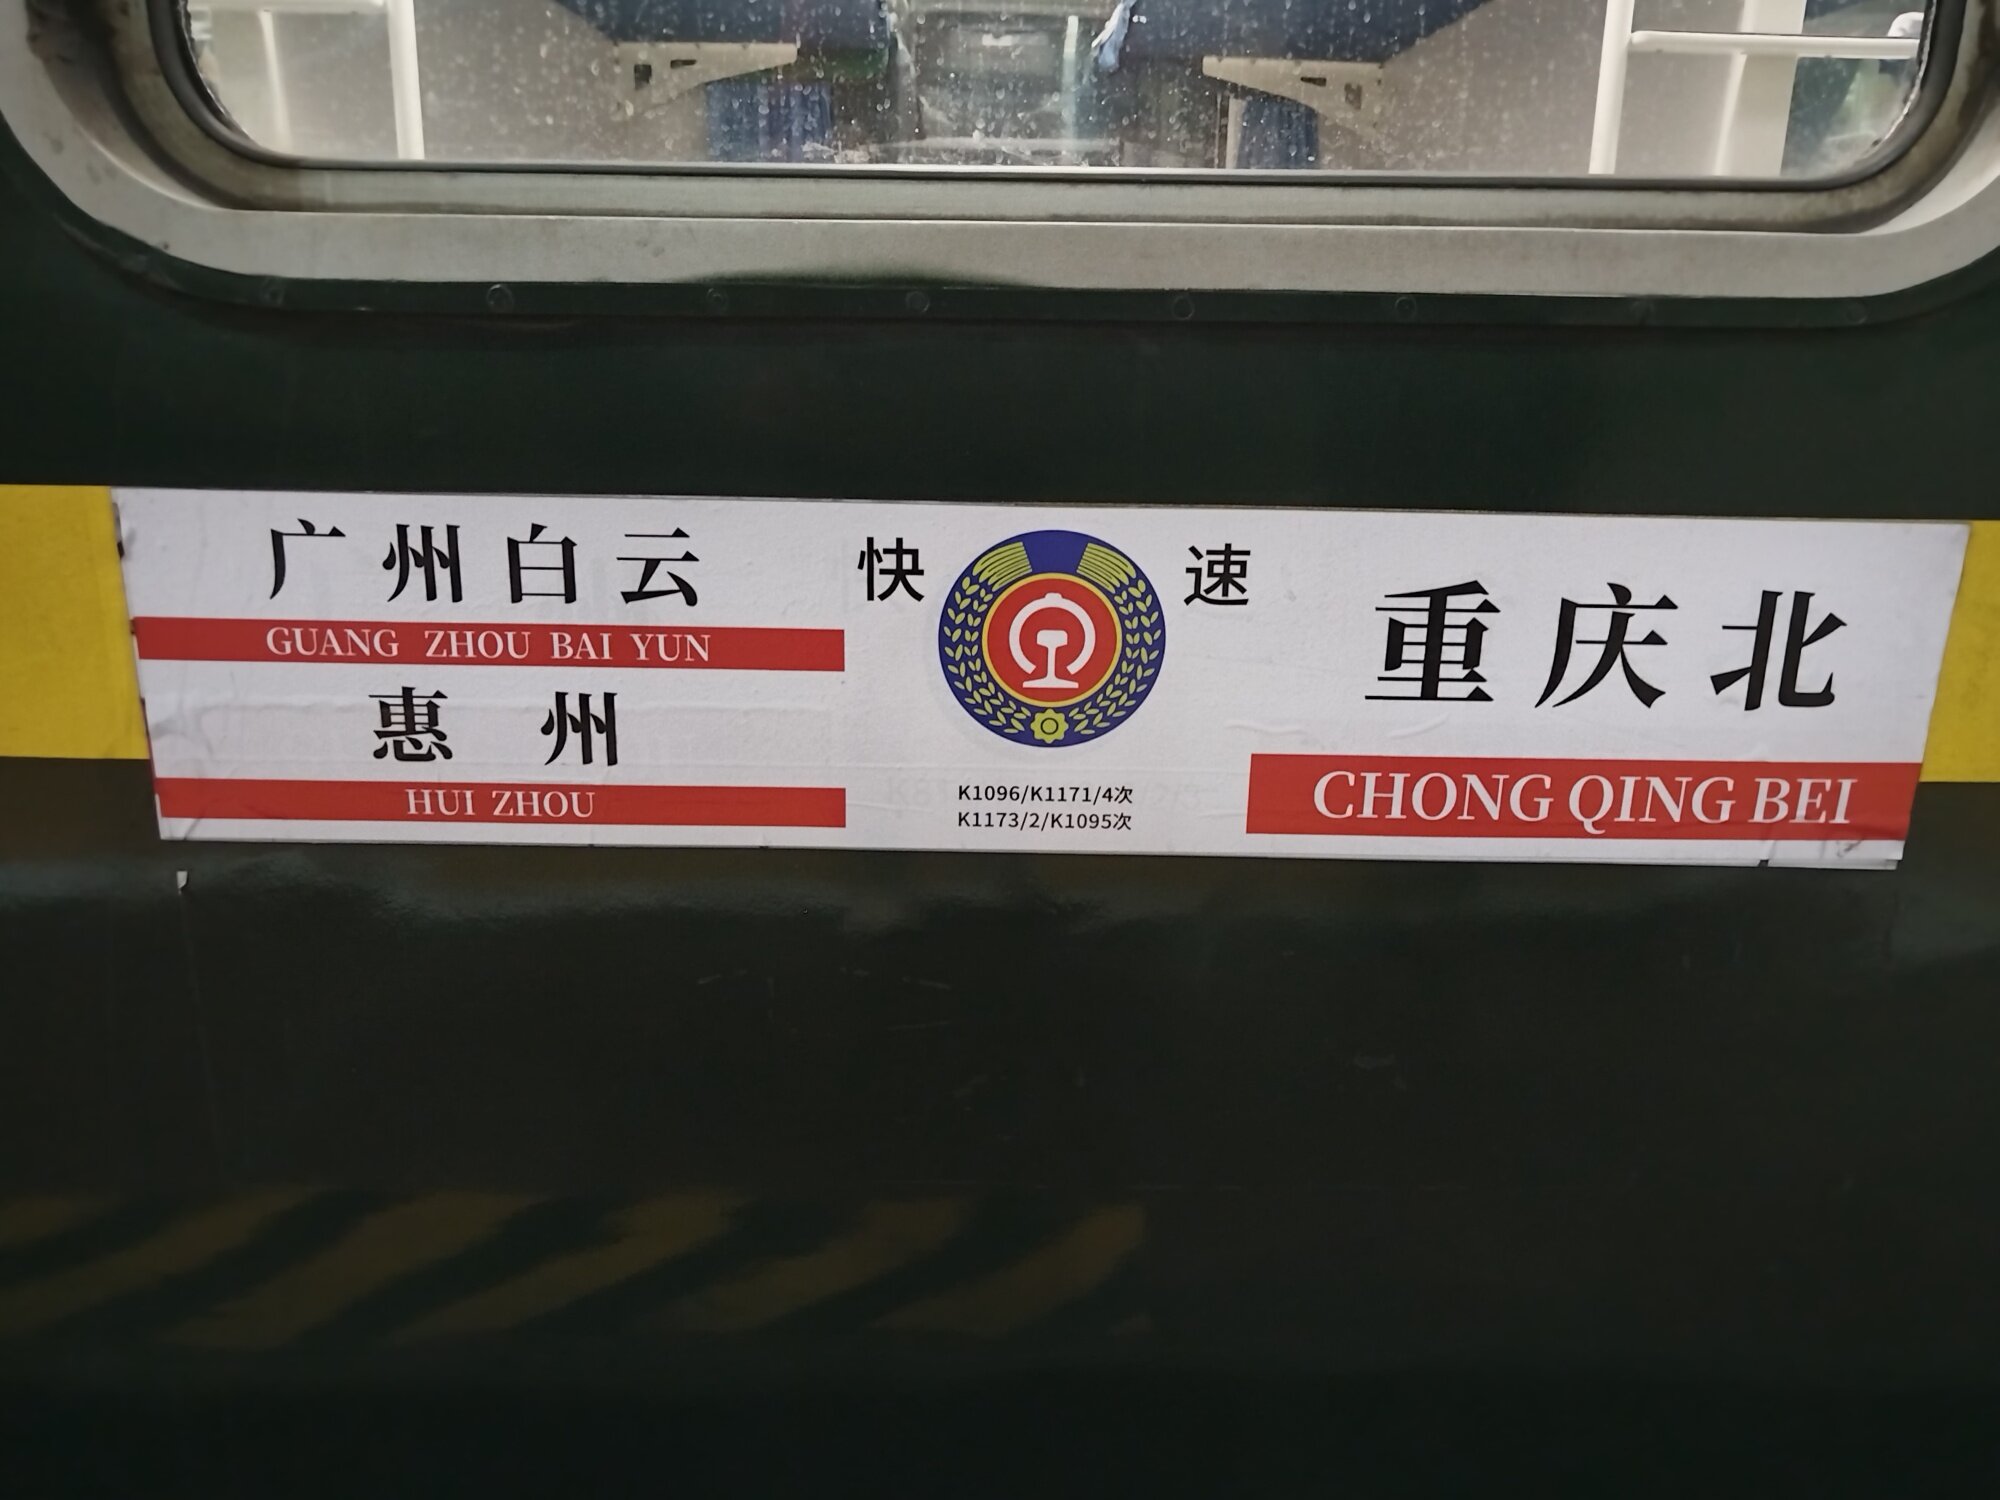 广州白云
GUANG ZHOU BAI YUN
惠州
HUI ZHOU
快 速
K1096/K1171/4次
K1173/2/K1095次
重庆北
CHONG QING BEI